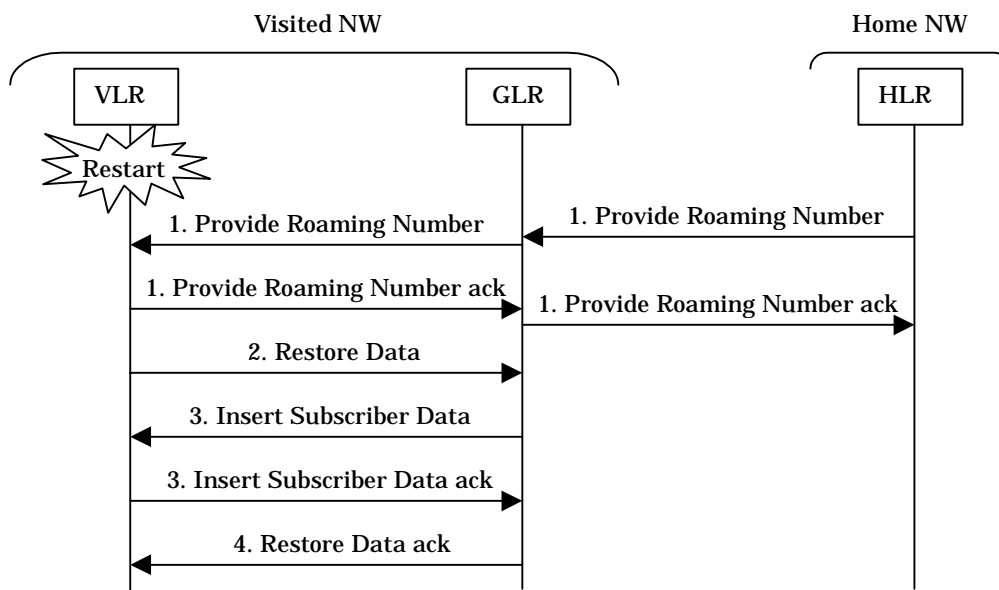 Visited NW
Home NW
VLR
GLR
HLR
Restart
1. Provide Roaming Number
1. Provide Roaming Number
1. Provide Roaming Number ack
1. Provide Roaming Number ack
2. Restore Data
3. Insert Subscriber Data
3. Insert Subscriber Data ack
4. Restore Data ack